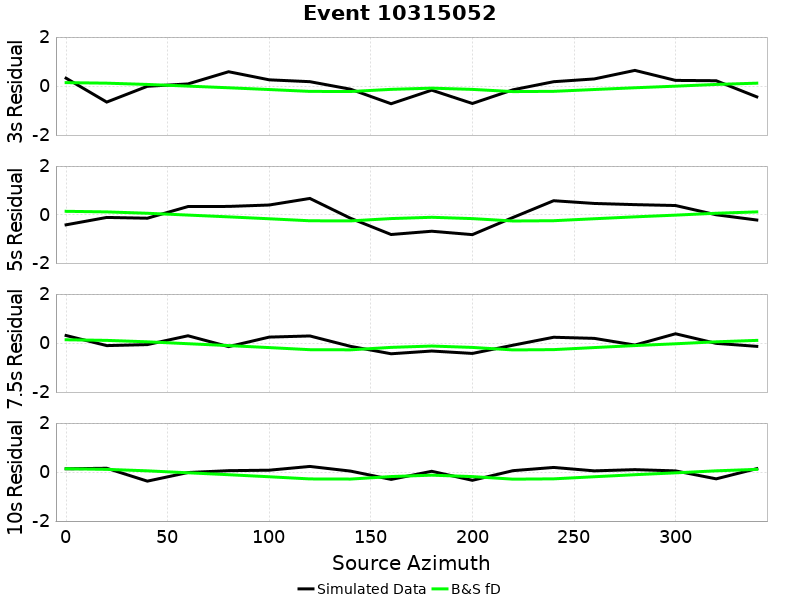 Event 10315052
3s Residual
2
0
-2
5s Residual
2
0
-2
7.5s Residual
2
0
-2
10s Residual
2
0
-2
0 50 100 150 200 250 300
Source Azimuth
Simulated Data B&S fD